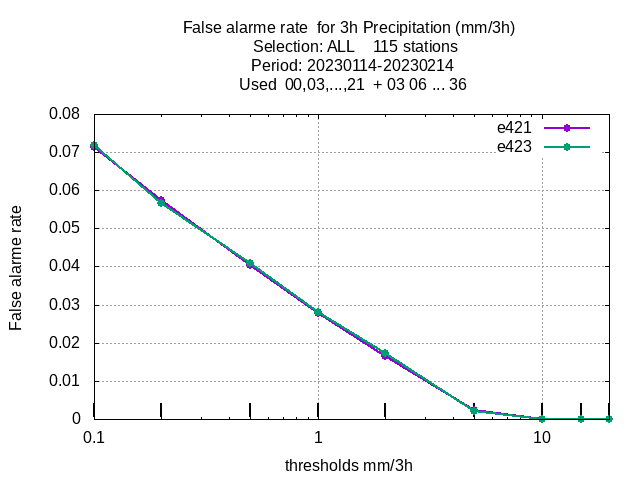 False alarme rate  for 3h Precipitation (mm/3h)
Selection: ALL    115 stations
Period: 20230114-20230214
Used  00,03,...,21  + 03 06 ... 36
e421
e423
0.08
0.07
0.06
0.05
0.04
0.03
0.02
0.01
0
False alarme rate
0.1
1
10
thresholds mm/3h